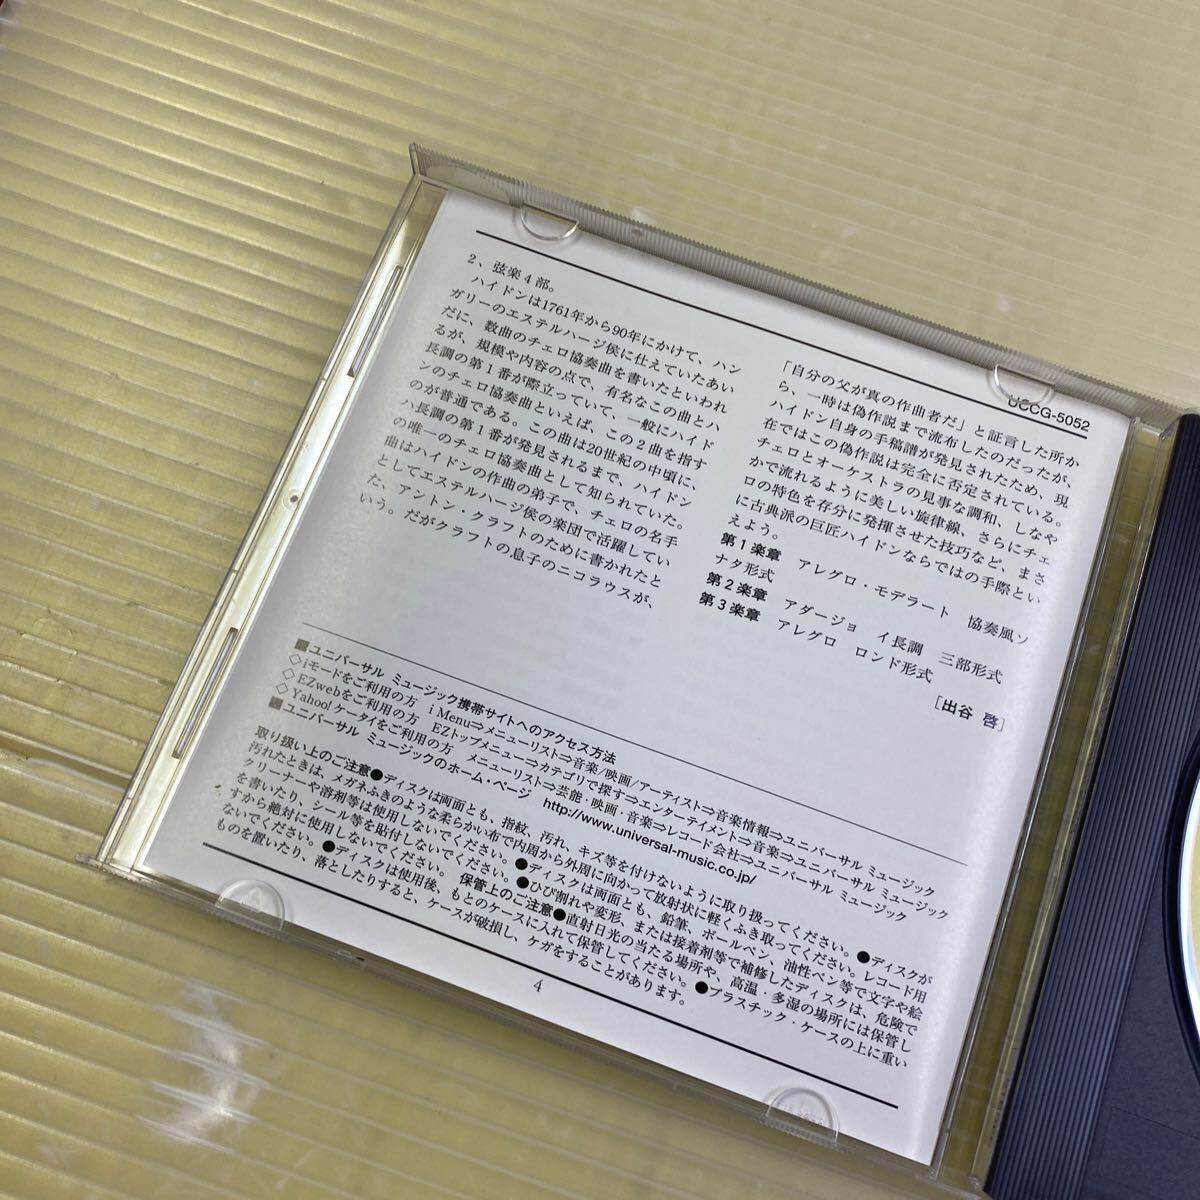 UCCG-5052
2、弦楽4部。
　ハイドンは1761年から90年にかけて、ハン
ガリーのエステルハージ侯に仕えていたあい
だに、数曲のチェロ協奏曲を書いたといわれ
るが、規模や内容の点で、有名なこの曲とハ
長調の第1番が際立っていて、一般にハイド
ンのチェロ協奏曲といえば、この2曲を指す
のが普通である。この曲は20世紀の中頃に、
ハ長調の第1番が発見されるまで、ハイドン
の唯一のチェロ協奏曲として知られていた。
曲はハイドンの作曲の弟子で、チェロの名手
としてエステルハージ侯の楽団で活躍してい
た、アントン・クラフトのために書かれたと
いう。だがクラフトの息子のニコラウスが、
「自分の父が真の作曲者だ」と証言した所か
ら、一時は偽作説まで流布したのだったが、
ハイドン自身の手稿譜が発見されたため、現
在ではこの偽作説は完全に否定されている。
チェロとオーケストラの見事な調和、しなや
かで流れるように美しい旋律線、さらにチェ
ロの特色を存分に発揮させた技巧など、まさ
に古典派の巨匠ハイドンならではの手際とい
えよう。
第1楽章　アレグロ・モデラート　協奏風ソ
ナタ形式
第2楽章　アダージョ　イ長調　三部形式
第3楽章　アレグロ　ロンド形式
［出谷　啓］
■ユニバーサル ミュージック携帯サイトへのアクセス方法
◇iモードをご利用の方　i Menu⇒メニューリスト⇒音楽/映画/アーティスト⇒音楽情報⇒ユニバーサル ミュージック
◇EZwebをご利用の方　EZトップメニュー⇒カテゴリで探す⇒エンターテイメント⇒音楽⇒ユニバーサル ミュージック
◇Yahoo!ケータイをご利用の方　メニューリスト⇒芸能・映画・音楽⇒レコード会社⇒ユニバーサル ミュージック
■ユニバーサル ミュージックのホーム・ページ　http://www.universal-music.co.jp/
取り扱い上のご注意●ディスクは両面とも、指紋、汚れ、キズ等を付けないように取り扱ってください。●ディスクが
汚れたときは、メガネふきのような柔らかい布で内周から外周に向かって放射状に軽くふき取ってください。レコード用
クリーナーや溶剤等は使用しないでください。●ディスクは両面とも、鉛筆、ボールペン、油性ペン等で文字や絵
を書いたり、シール等を貼付しないでください。●ひび割れや変形、または接着剤等で補修したディスクは、危険で
すから絶対に使用しないでください。保管上のご注意●直射日光の当たる場所や、高温・多湿の場所には保管し
ないでください。●ディスクは使用後、もとのケースに入れて保管してください。●プラスチック・ケースの上に重い
ものを置いたり、落としたりすると、ケースが破損し、ケガをすることがあります。
4